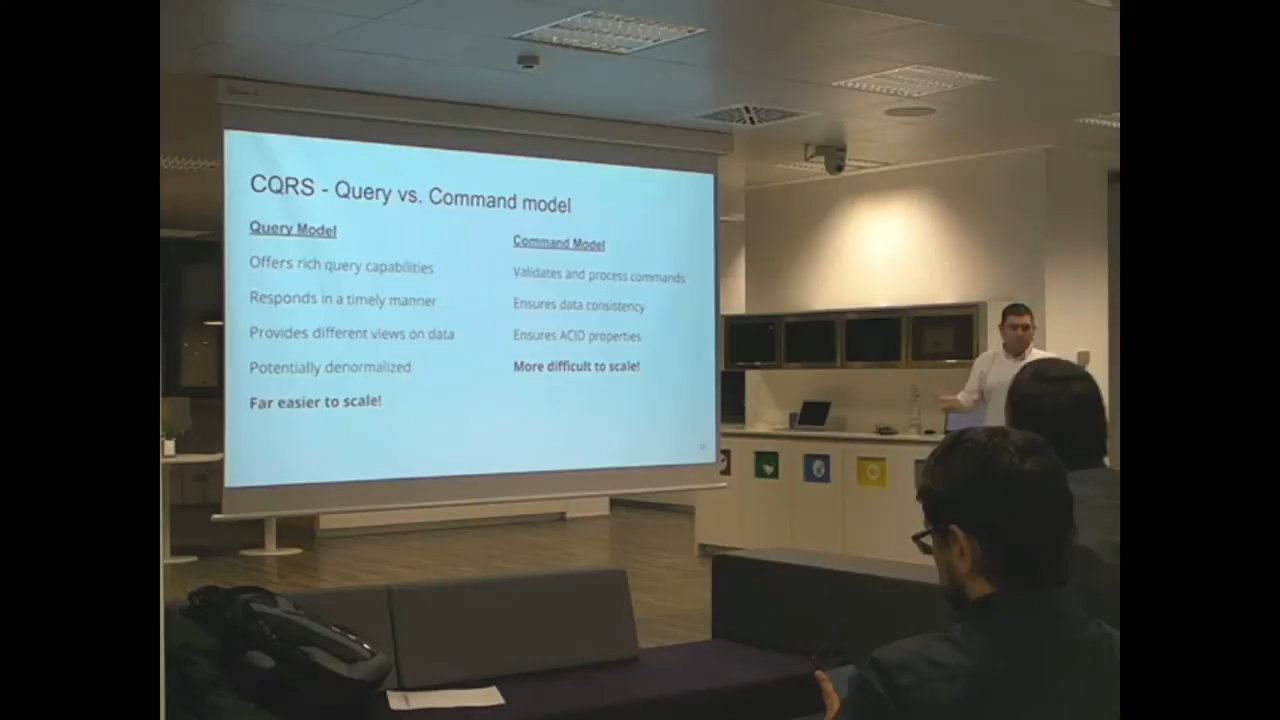 CQRS - Query vs. Command model
Query Model
Offers rich query capabilities
Responds in a timely manner
Provides different views on data
Potentially denormalized
Far easier to scale!
Command Model
Validates and process commands
Ensures data consistency
Ensures ACID properties
More difficult to scale!